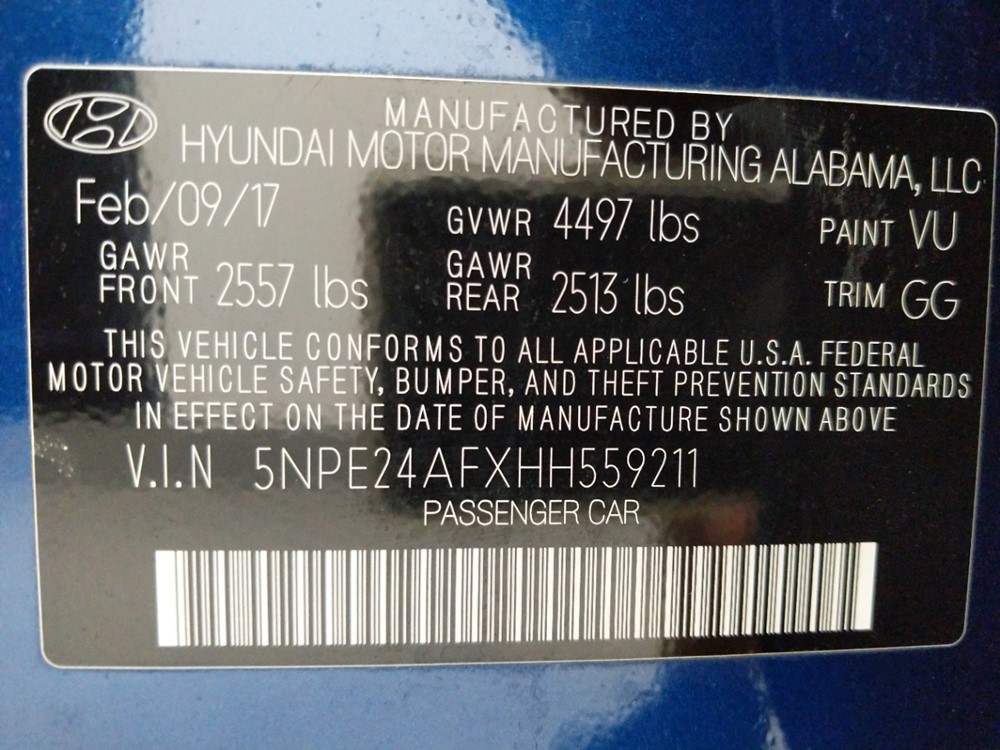 MANUFACTURED BY
HYUNDAI MOTOR MANUFACTURING ALABAMA, LLC
Feb/09/17 GVWR 4497 lbs PAINT VU
GAWR FRONT 2557 lbs GAWR REAR 2513 lbs TRIM GG
THIS VEHICLE CONFORMS TO ALL APPLICABLE U.S.A. FEDERAL
MOTOR VEHICLE SAFETY, BUMPER, AND THEFT PREVENTION STANDARDS
IN EFFECT ON THE DATE OF MANUFACTURE SHOWN ABOVE
V.I.N 5NPE24AFXHH559211
PASSENGER CAR